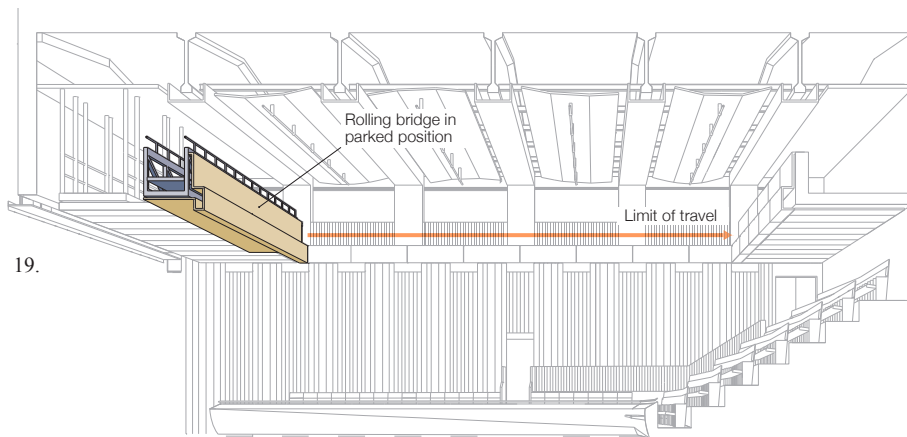 Rolling bridge in
parked position
Limit of travel
19.